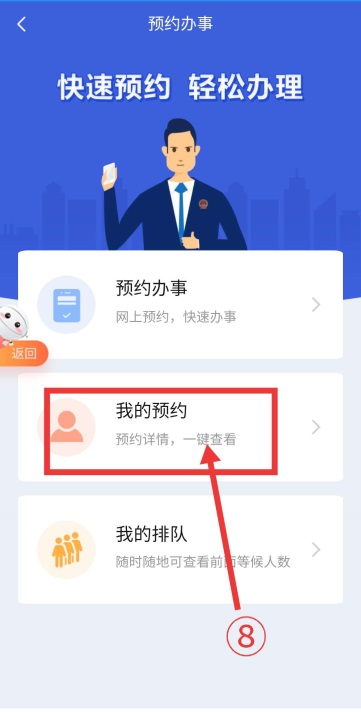 预约办事
快速预约 轻松办理
预约办事
网上预约，快速办事
返回
我的预约
预约详情，一键查看
我的排队
随时随地可查看前面等候人数
⑧